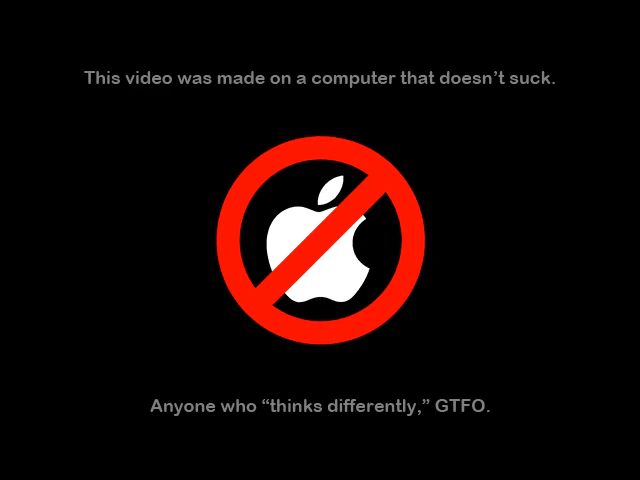 This video was made on a computer that doesn’t suck.
Anyone who “thinks differently,” GTFO.